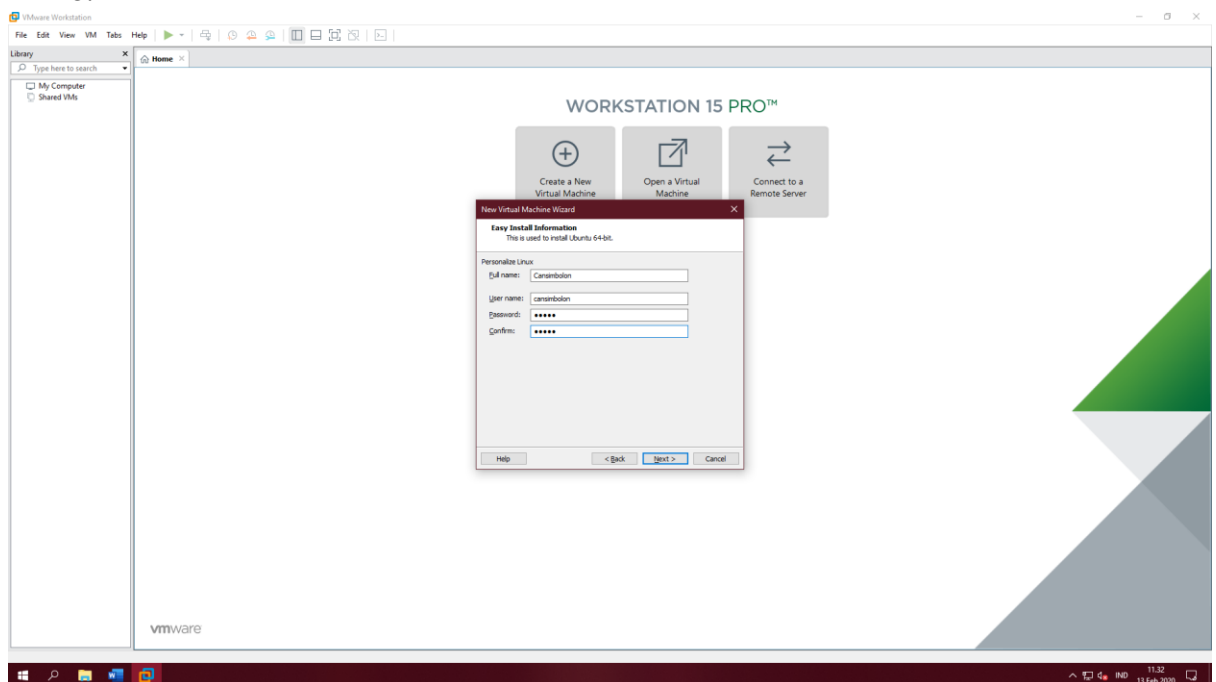 VMware Workstation
File Edit View VM Tabs Help
Library
Home
Type here to search
My Computer
Shared VMs
WORKSTATION 15 PRO™
Create a New
Virtual Machine
Open a Virtual
Machine
Connect to a
Remote Server
New Virtual Machine Wizard
Easy Install Information
This is used to install Ubuntu 64-bit.
Personalize Linux
Full name: Cansimbolon
User name: cansimbolon
Password: •••••
Confirm: •••••
Help
< Back
Next >
Cancel
vmware
IND
11.32
13 Feb 2020